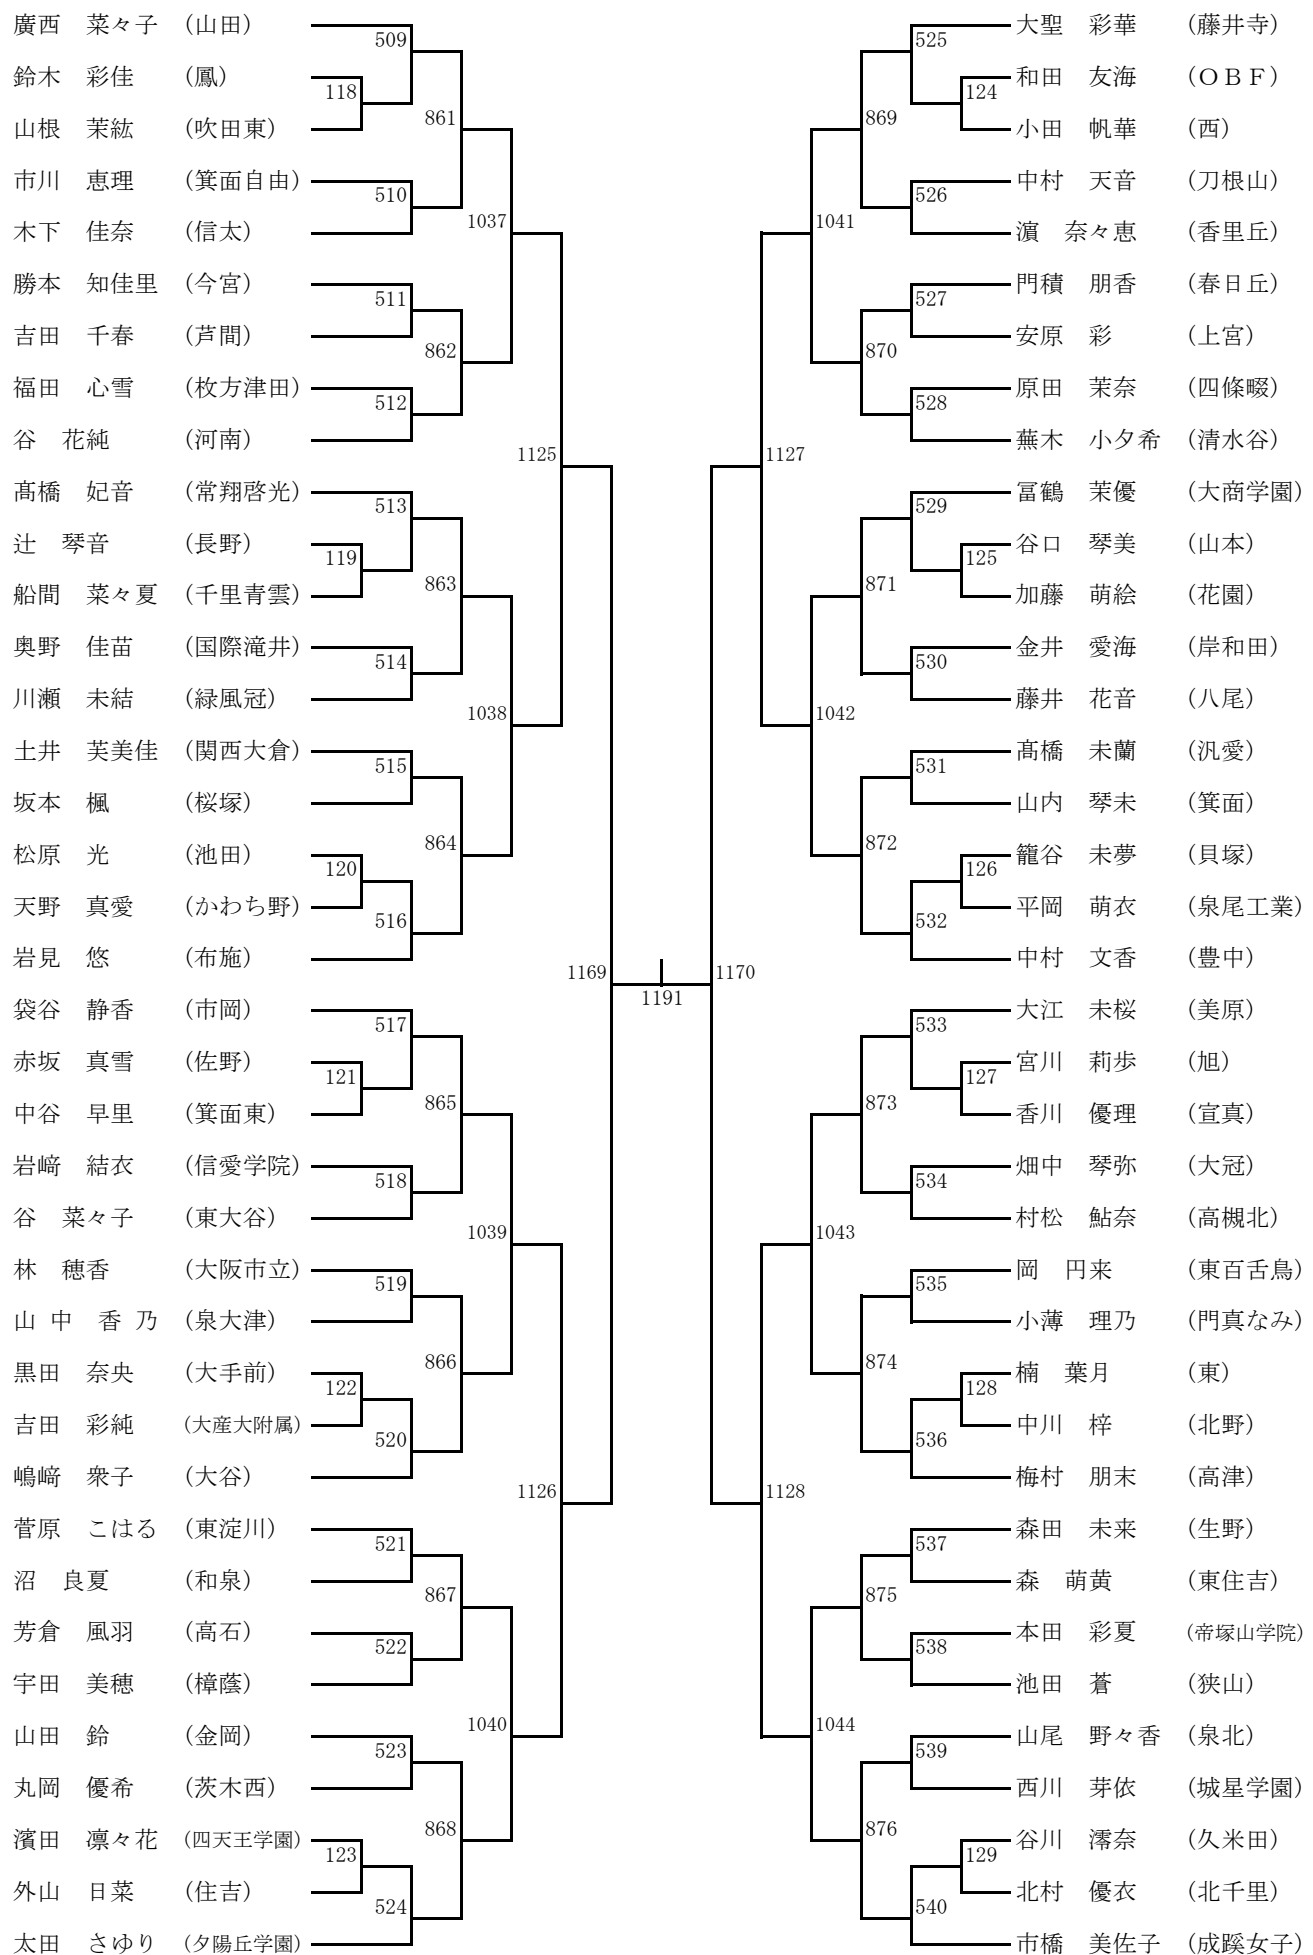 廣西　菜々子　(山田)
509
鈴木　彩佳　(鳳)
118
山根　茉紘　(吹田東)
861
市川　恵理　(箕面自由)
510
木下　佳奈　(信太)
1037
勝本　知佳里　(今宮)
511
吉田　千春　(芦間)
862
福田　心雪　(枚方津田)
512
谷　花純　(河南)
1125
髙橋　妃音　(常翔啓光)
513
辻　琴音　(長野)
119
船間　菜々夏　(千里青雲)
863
奥野　佳苗　(国際滝井)
514
川瀬　未結　(緑風冠)
1038
土井　芙美佳　(関西大倉)
515
坂本　楓　(桜塚)
864
松原　光　(池田)
120
天野　真愛　(かわち野)
516
岩見　悠　(布施)
1169
袋谷　静香　(市岡)
517
赤坂　真雪　(佐野)
121
中谷　早里　(箕面東)
865
岩﨑　結衣　(信愛学院)
518
谷　菜々子　(東大谷)
1039
林　穂香　(大阪市立)
519
山中　香乃　(泉大津)
866
黒田　奈央　(大手前)
122
吉田　彩純　(大産大附属)
520
嶋﨑　衆子　(大谷)
1126
菅原　こはる　(東淀川)
521
沼　良夏　(和泉)
867
芳倉　風羽　(高石)
522
宇田　美穂　(樟蔭)
1040
山田　鈴　(金岡)
523
丸岡　優希　(茨木西)
868
濱田　凛々花　(四天王学園)
123
外山　日菜　(住吉)
524
太田　さゆり　(夕陽丘学園)
1191
大聖　彩華　(藤井寺)
525
和田　友海　(ＯＢＦ)
124
小田　帆華　(西)
869
中村　天音　(刀根山)
526
濵　奈々恵　(香里丘)
1041
門積　朋香　(春日丘)
527
安原　彩　(上宮)
870
原田　茉奈　(四條畷)
528
蕪木　小夕希　(清水谷)
1127
冨鶴　茉優　(大商学園)
529
谷口　琴美　(山本)
125
加藤　萌絵　(花園)
871
金井　愛海　(岸和田)
530
藤井　花音　(八尾)
1042
髙橋　未蘭　(汎愛)
531
山内　琴未　(箕面)
872
籠谷　未夢　(貝塚)
126
平岡　萌衣　(泉尾工業)
532
中村　文香　(豊中)
1170
大江　未桜　(美原)
533
宮川　莉歩　(旭)
127
香川　優理　(宣真)
873
畑中　琴弥　(大冠)
534
村松　鮎奈　(高槻北)
1043
岡　円来　(東百舌鳥)
535
小薄　理乃　(門真なみ)
874
楠　葉月　(東)
128
中川　梓　(北野)
536
梅村　朋末　(高津)
1128
森田　未来　(生野)
537
森　萌黄　(東住吉)
875
本田　彩夏　(帝塚山学院)
538
池田　蒼　(狭山)
1044
山尾　野々香　(泉北)
539
西川　芽依　(城星学園)
876
谷川　澪奈　(久米田)
129
北村　優衣　(北千里)
540
市橋　美佐子　(成蹊女子)